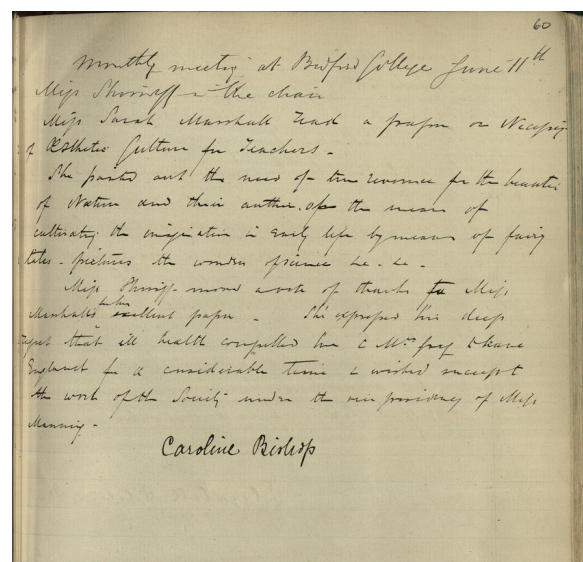 60
Monthly meeting at Bedford College June 11th
Miss Shirreff in the chair
Miss Sarah Marshall read a paper on Necessity
of Æsthetic Culture for Teachers -
She pointed out the need of true reverence for the beauties
of Nature and their author. also the means of
cultivating the imagination in early life by means of fairy
tales - pictures the wonders of science &c. &c. -
Miss Shirreff moved a vote of thanks to Miss
Marshall excellent paper - She expressed her deep
regret that ill health compelled her & Mrs Grey to leave
England for a considerable time & wished success to
the work of the Society under the vice presidency of Miss
Manning -
Caroline Bishop